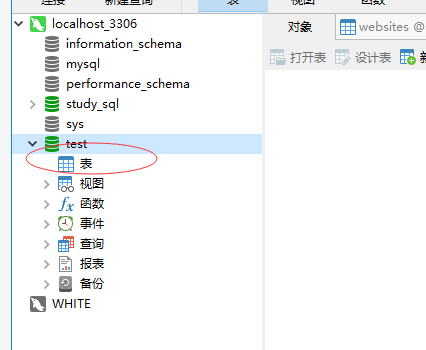 连接 新建查询 表 视图 函数
localhost_3306
information_schema
mysql
performance_schema
study_sql
sys
test
表
视图
函数
事件
查询
报表
备份
WHITE
对象 websites @
打开表 设计表